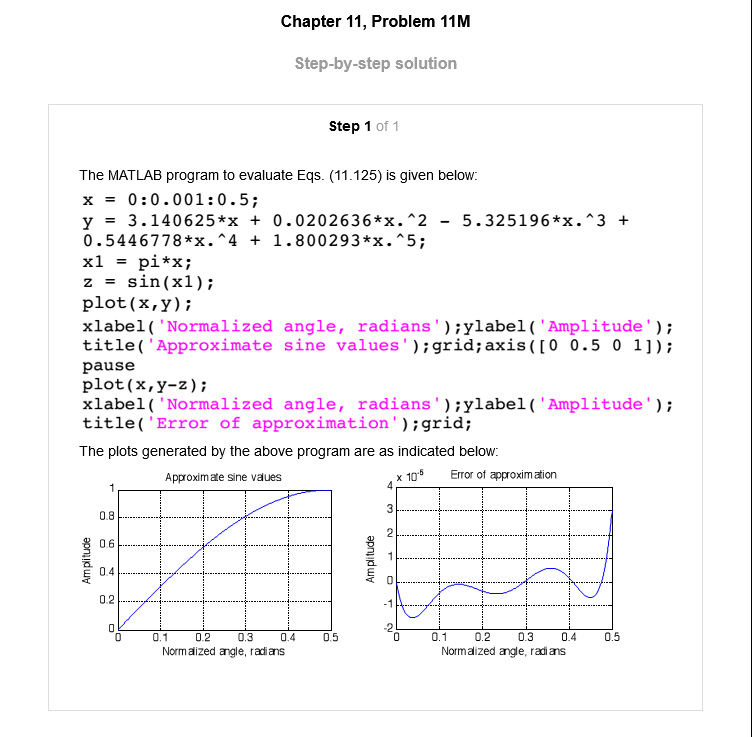 Chapter 11, Problem 11M
Step-by-step solution
Step 1 of 1
The MATLAB program to evaluate Eqs. (11.125) is given below:
x = 0:0.001:0.5;
y = 3.140625*x + 0.0202636*x.^2 - 5.325196*x.^3 +
0.5446778*x.^4 + 1.800293*x.^5;
x1 = pi*x;
z = sin(x1);
plot(x,y);
xlabel('Normalized angle, radians');ylabel('Amplitude');
title('Approximate sine values');grid;axis([0 0.5 0 1]);
pause
plot(x,y-z);
xlabel('Normalized angle, radians');ylabel('Amplitude');
title('Error of approximation');grid;
The plots generated by the above program are as indicated below:
Approximate sine values
1
0.8
0.6
0.4
0.2
0
Amplitude
0 0.1 0.2 0.3 0.4 0.5
Normalized angle, radians
x 10-5 Error of approximation
4
3
2
1
0
-1
-2
Amplitude
0 0.1 0.2 0.3 0.4 0.5
Normalized angle, radians